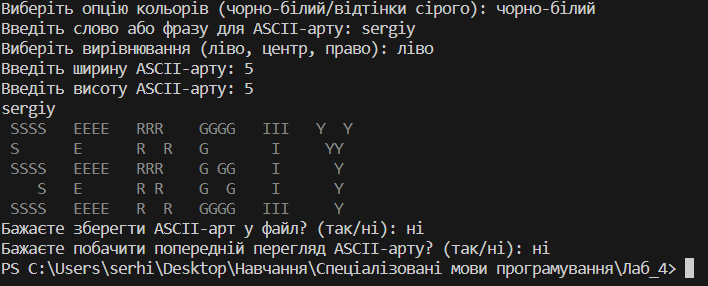 Виберіть опцію кольорів (чорно-білий/відтінки сірого): чорно-білий
Введіть слово або фразу для ASCII-арту: sergiy
Виберіть вирівнювання (ліво, центр, право): ліво
Введіть ширину ASCII-арту: 5
Введіть висоту ASCII-арту: 5
sergiy
 SSSS   EEEE   RRR    GGGG   III   Y  Y
 S      E      R  R   G       I     YY
 SSSS   EEEE   RRR    G GG    I      Y
    S   E      R R    G  G    I      Y
 SSSS   EEEE   R  R   GGGG   III     Y
Бажаєте зберегти ASCII-арт у файл? (так/ні): ні
Бажаєте побачити попередній перегляд ASCII-арту? (так/ні): ні
PS C:\Users\serhi\Desktop\Навчання\Спеціалізовані мови програмування\Лаб_4>